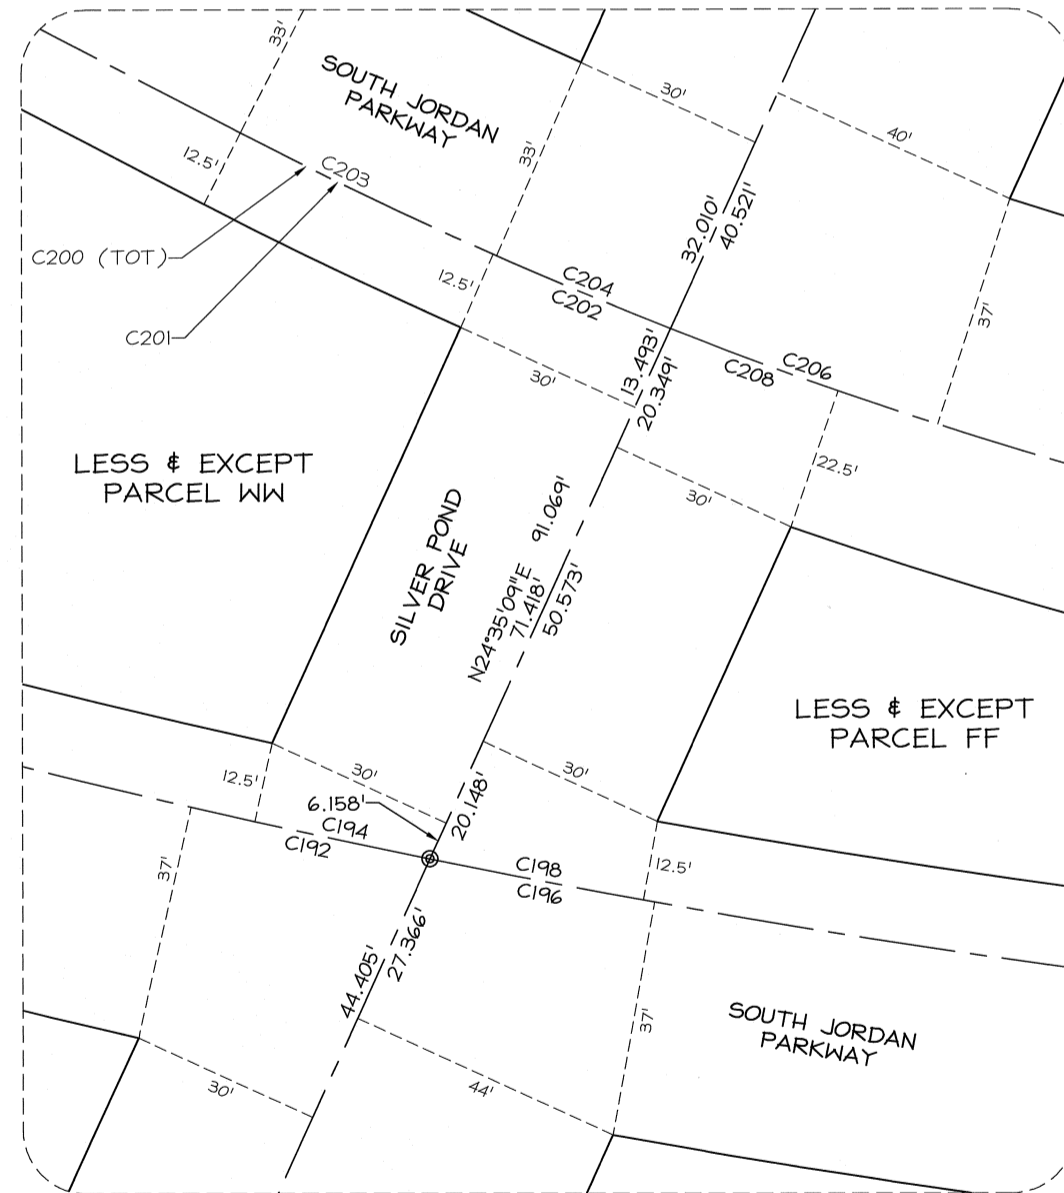 33'
SOUTH JORDAN
PARKWAY
30'
40'
33'
12.5'
C203
32.010'
40.521'
C200 (TOT)
12.5'
C204
C202
37'
C201
13.493'
20.349'
C206
C208
30'
LESS & EXCEPT
PARCEL WW
22.5'
30'
SILVER POND
DRIVE
N24°35'09"E 91.069'
71.418'
50.573'
LESS & EXCEPT
PARCEL FF
12.5'
30'
30'
6.158'
20.148'
C194
C192
37'
C198
C196
12.5'
44.405'
27.366'
37'
SOUTH JORDAN
PARKWAY
30'
44'